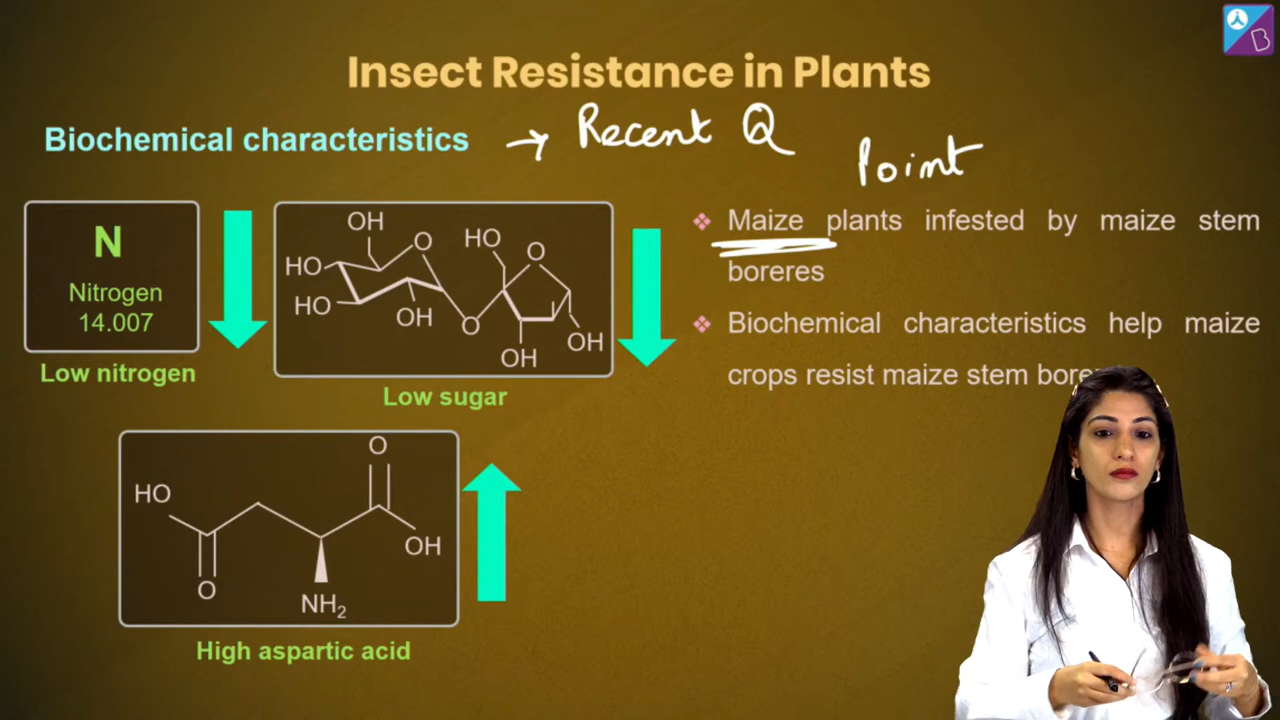 Insect Resistance in Plants
Biochemical characteristics → Recent Q
Point
N
Nitrogen
14.007
Low nitrogen
OH
O
HO
O
HO
HO
OH
O
OH
OH
Low sugar
❖ Maize plants infested by maize stem
boreres
❖ Biochemical characteristics help maize
crops resist maize stem
O
HO
OH
O
NH₂
High aspartic acid
B